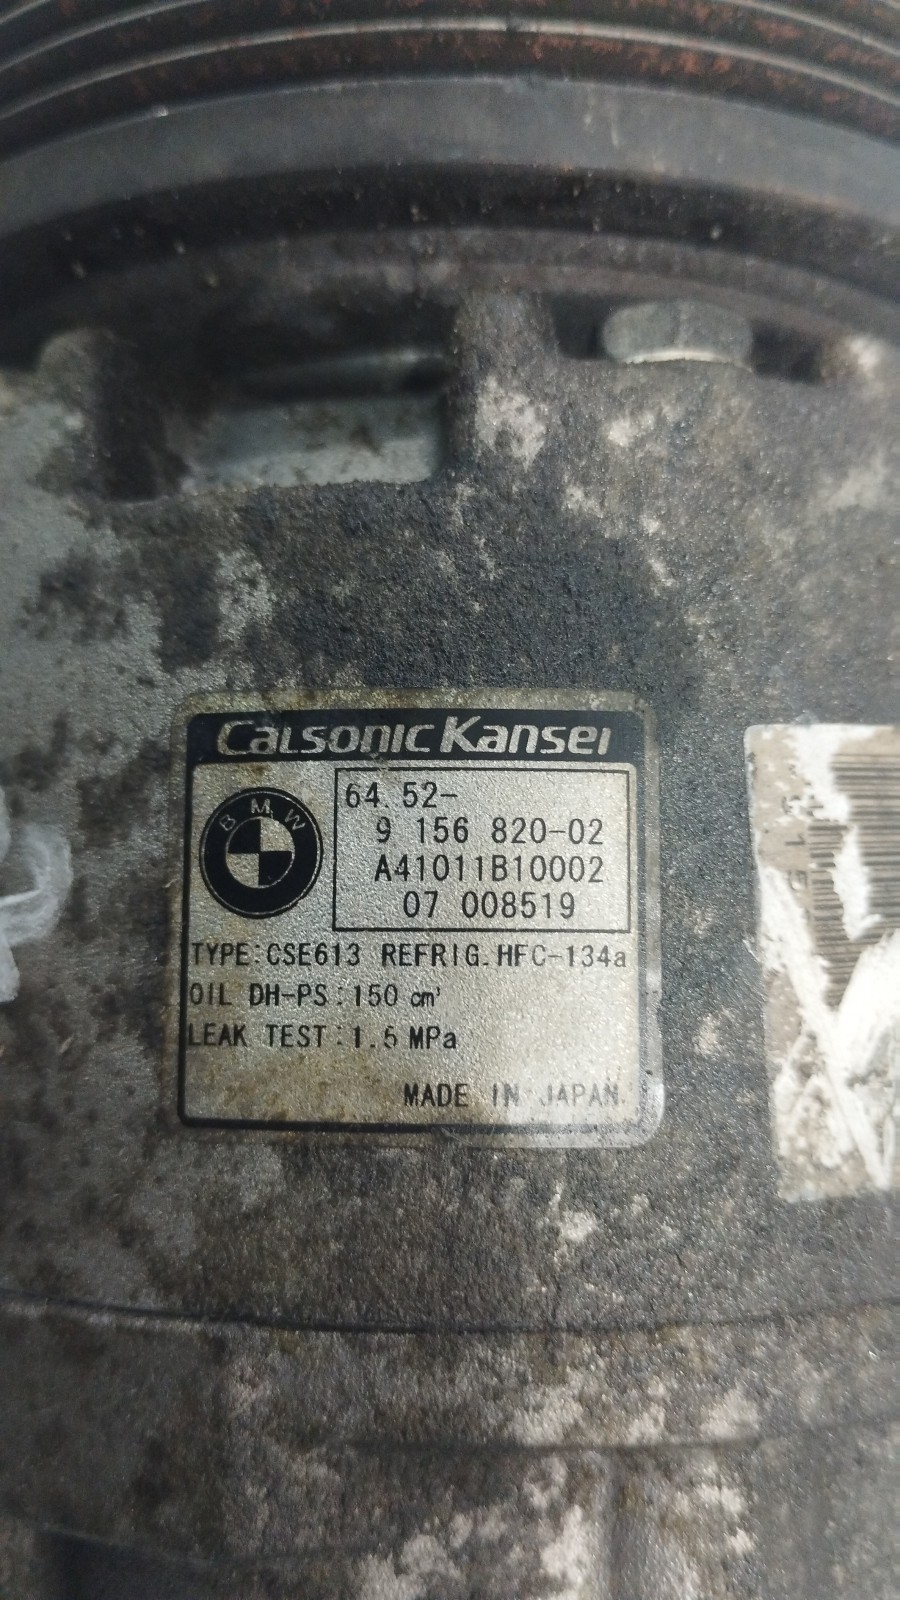 Calsonic Kansei
BMW
64.52-
9 156 820-02
A41011B10002
07 008519
TYPE:CSE613 REFRIG.HFC-134a
OIL DH-PS:150 cm³
LEAK TEST:1.5 MPa
MADE IN JAPAN